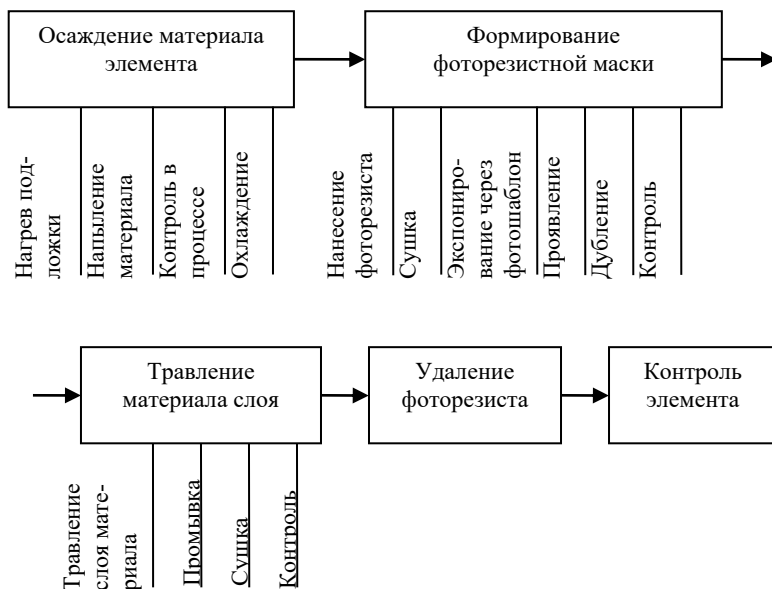 Осаждение материала
элемента
Формирование
фоторезистной маски
Нагрев под-
ложки
Напыление
материала
Контроль в
процессе
Охлаждение
Нанесение
фоторезиста
Сушка
Экспониро-
вание через
фотошаблон
Проявление
Дубление
Контроль
Травление
материала слоя
Удаление
фоторезиста
Контроль
элемента
Травление
слоя мате-
риала
Промывка
Сушка
Контроль